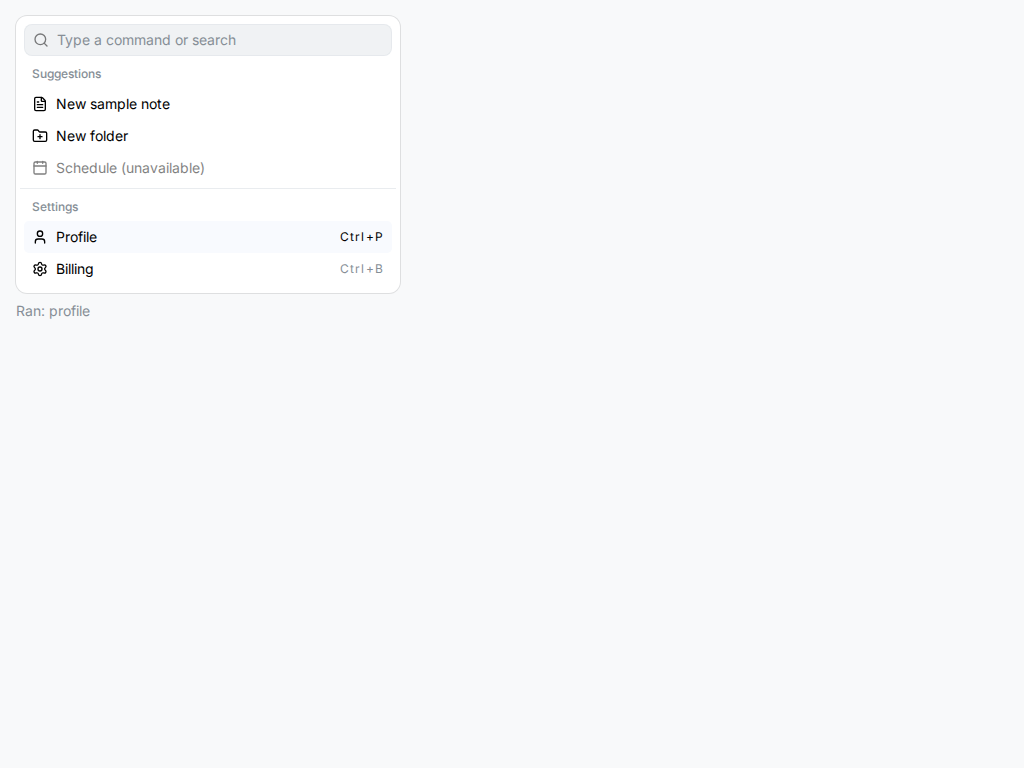 Type a command or search
Suggestions
New sample note
New folder
Schedule (unavailable)
Settings
Profile Ctrl+P
Billing Ctrl+B
Ran: profile